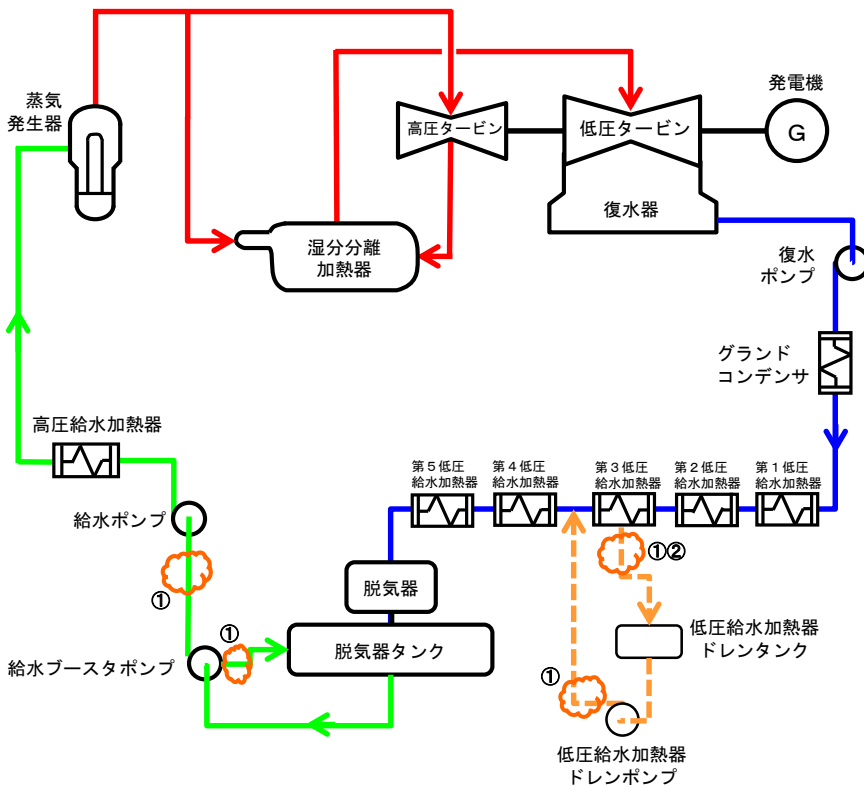 蒸気
発生器
高圧タービン
低圧タービン
発電機
G
復水器
湿分分離
加熱器
復水
ポンプ
グランド
コンデンサ
高圧給水加熱器
第5低圧
給水加熱器
第4低圧
給水加熱器
第3低圧
給水加熱器
第2低圧
給水加熱器
第1低圧
給水加熱器
給水ポンプ
①
①②
脱気器
①
給水ブースタポンプ
脱気器タンク
低圧給水加熱器
ドレンタンク
①
低圧給水加熱器
ドレンポンプ